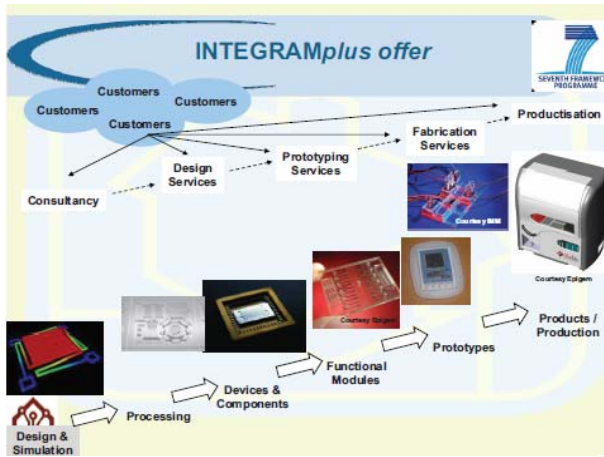 INTEGRAMplus offer
SEVENTH FRAMEWORK
PROGRAMME
Customers
Customers
Customers
Customers
Productisation
Fabrication
Services
Prototyping
Services
Design
Services
Consultancy
Courtesy IMM
Courtesy Epigem
Courtesy Epigem
Products /
Production
Prototypes
Functional
Modules
Devices &
Components
Processing
Design &
Simulation